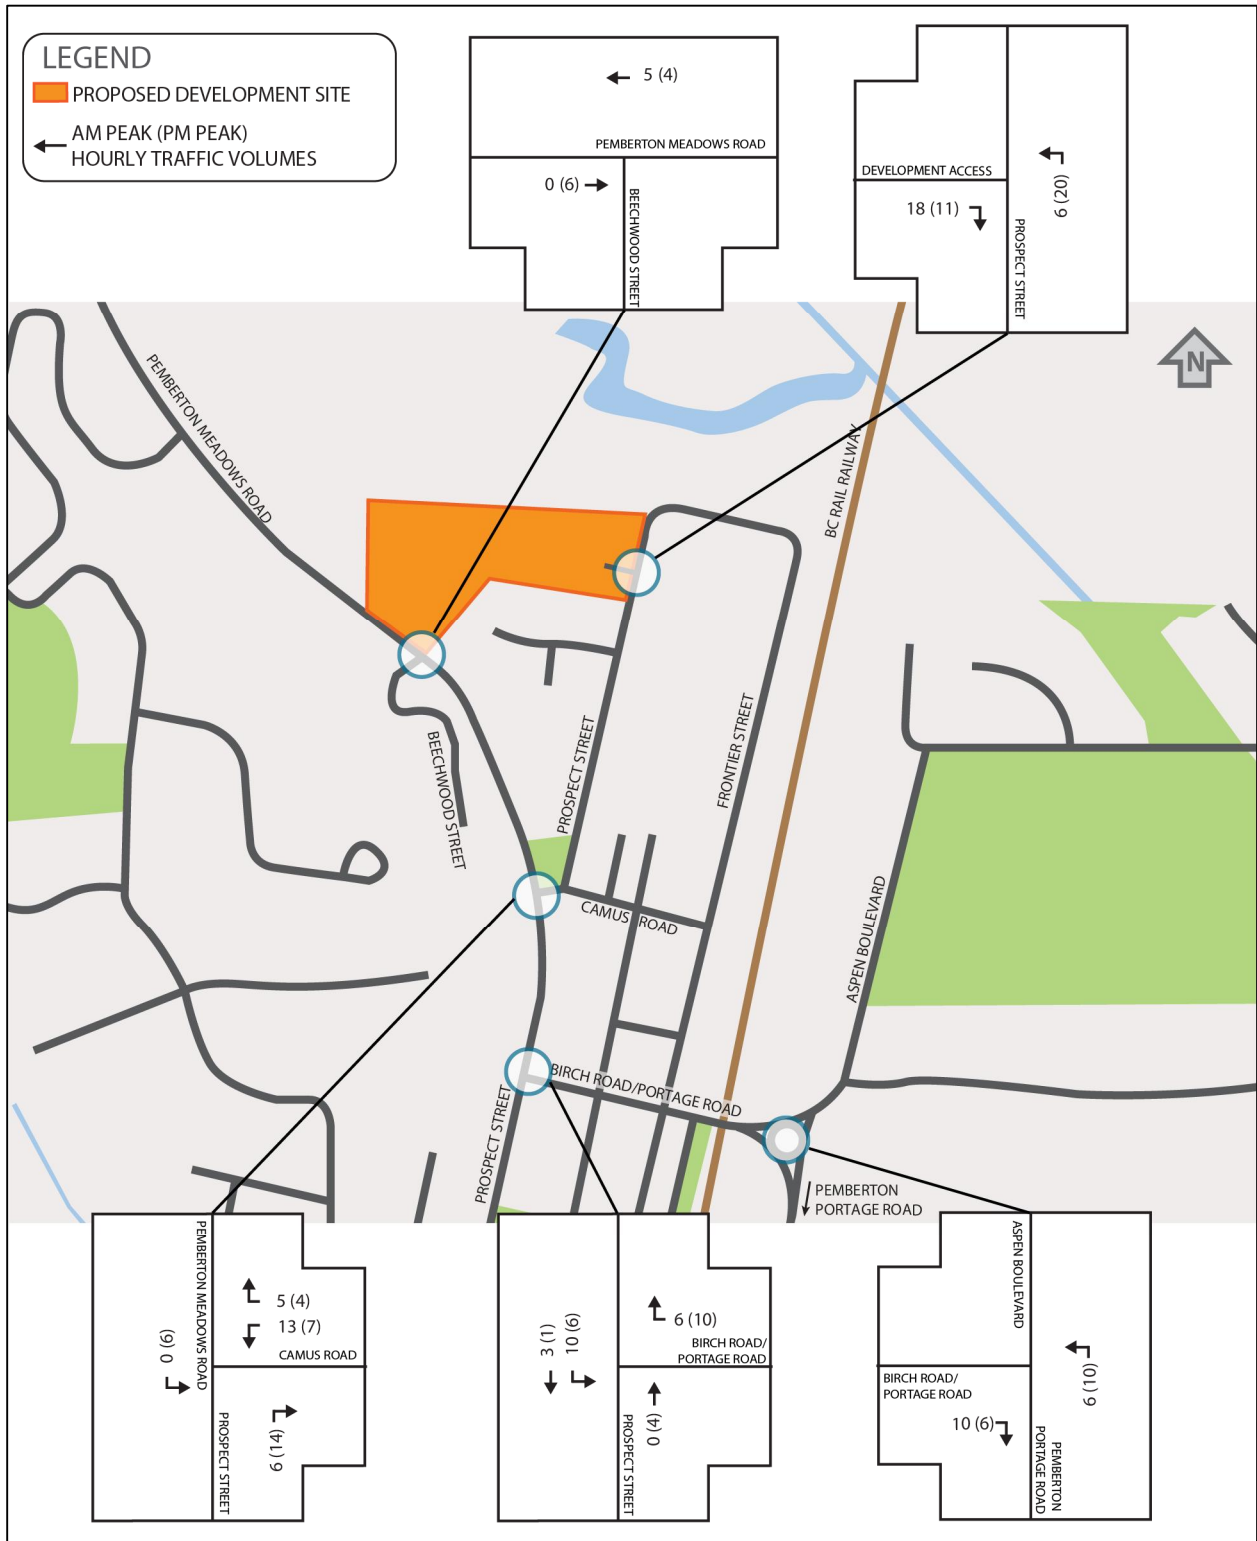 LEGEND
PROPOSED DEVELOPMENT SITE
AM PEAK (PM PEAK)
HOURLY TRAFFIC VOLUMES
5 (4)
PEMBERTON MEADOWS ROAD
0 (6)
BEECHWOOD STREET
6 (20)
DEVELOPMENT ACCESS
18 (11)
PROSPECT STREET
N
PEMBERTON MEADOWS ROAD
BC RAIL RAILWAY
BEECHWOOD STREET
PROSPECT STREET
FRONTIER STREET
ASPEN BOULEVARD
CAMUS ROAD
BIRCH ROAD/PORTAGE ROAD
PROSPECT STREET
PEMBERTON
PORTAGE ROAD
PEMBERTON MEADOWS ROAD
5 (4)
13 (7)
CAMUS ROAD
0 (6)
PROSPECT STREET
6 (14)
3 (1)
10 (6)
6 (10)
BIRCH ROAD/
PORTAGE ROAD
PROSPECT STREET
0 (4)
ASPEN BOULEVARD
6 (10)
BIRCH ROAD/
PORTAGE ROAD
10 (6)
PEMBERTON
PORTAGE ROAD